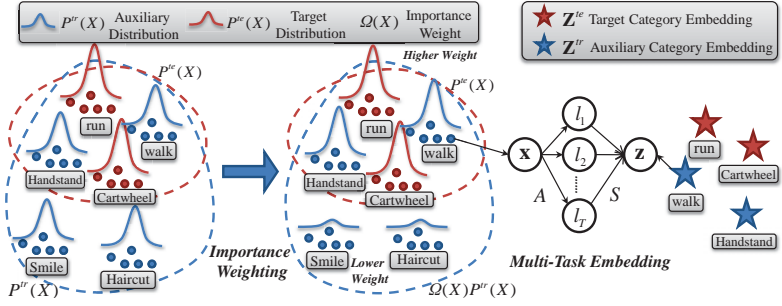 P^{tr}(X) Auxiliary Distribution
P^{te}(X) Target Distribution
Ω(X) Importance Weight
Z^{te} Target Category Embedding
Z^{tr} Auxiliary Category Embedding
P^{te}(X)
run
walk
Handstand
Cartwheel
Smile
Haircut
P^{tr}(X)
Importance
Weighting
Higher Weight
P^{te}(X)
run
walk
Handstand
Cartwheel
Smile
Lower
Weight
Haircut
Ω(X)P^{tr}(X)
x
A
l_1
l_2
l_T
S
z
Multi-Task Embedding
run
Cartwheel
walk
Handstand